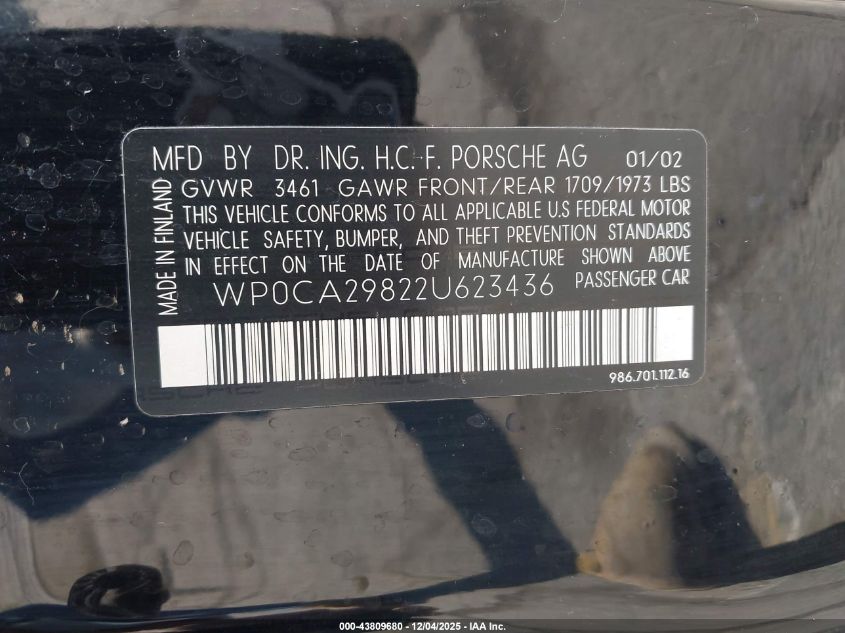 MFD BY DR. ING. H.C. F. PORSCHE AG 01/02
GVWR 3461 GAWR FRONT/REAR 1709/1973 LBS
THIS VEHICLE CONFORMS TO ALL APPLICABLE U.S FEDERAL MOTOR
VEHICLE SAFETY, BUMPER, AND THEFT PREVENTION STANDARDS
IN EFFECT ON THE DATE OF MANUFACTURE SHOWN ABOVE
WP0CA29822U623436 PASSENGER CAR
MADE IN FINLAND
986.701.112.16
000-43809680 - 12/04/2025 - IAA Inc.